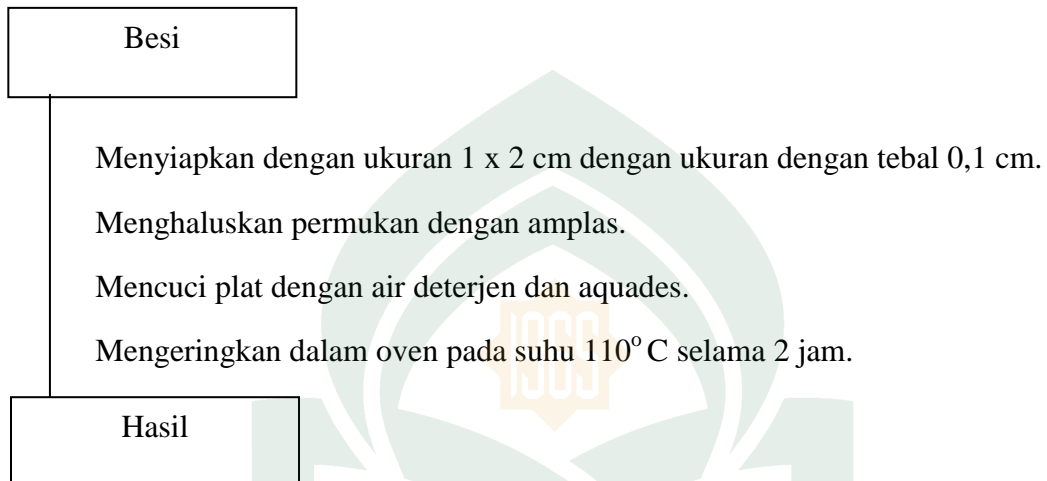 Besi
Menyiapkan dengan ukuran 1 x 2 cm dengan ukuran dengan tebal 0,1 cm.
Menghaluskan permukan dengan amplas.
Mencuci plat dengan air deterjen dan aquades.
Mengeringkan dalam oven pada suhu 110° C selama 2 jam.
1969
Hasil